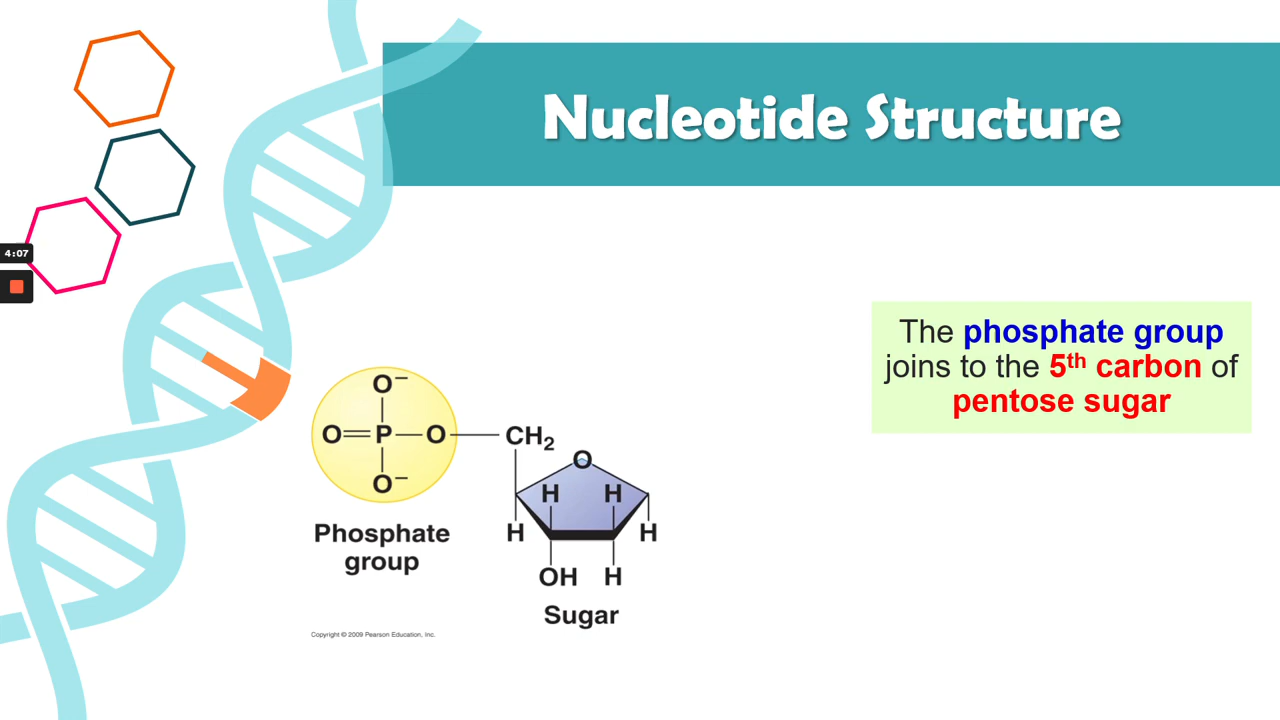 Nucleotide Structure
4:07
The phosphate group
joins to the 5th carbon of
pentose sugar
O−
O=P—O—CH2
O−
O
H H
H H
OH H
Phosphate
group
Sugar
Copyright © 2009 Pearson Education, Inc.